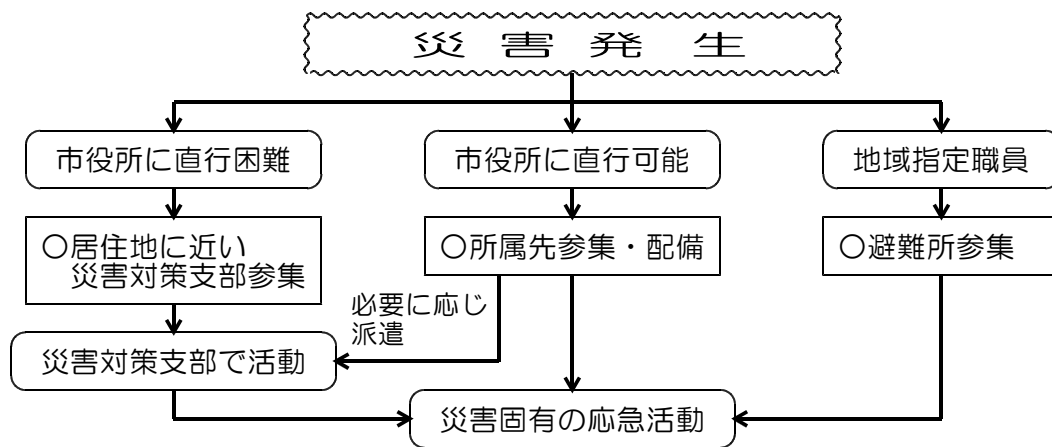 災 害 発 生
市役所に直行困難
市役所に直行可能
地域指定職員
〇居住地に近い
災害対策支部参集
〇所属先参集・配備
〇避難所参集
必要に応じ
派遣
災害対策支部で活動
災害固有の応急活動